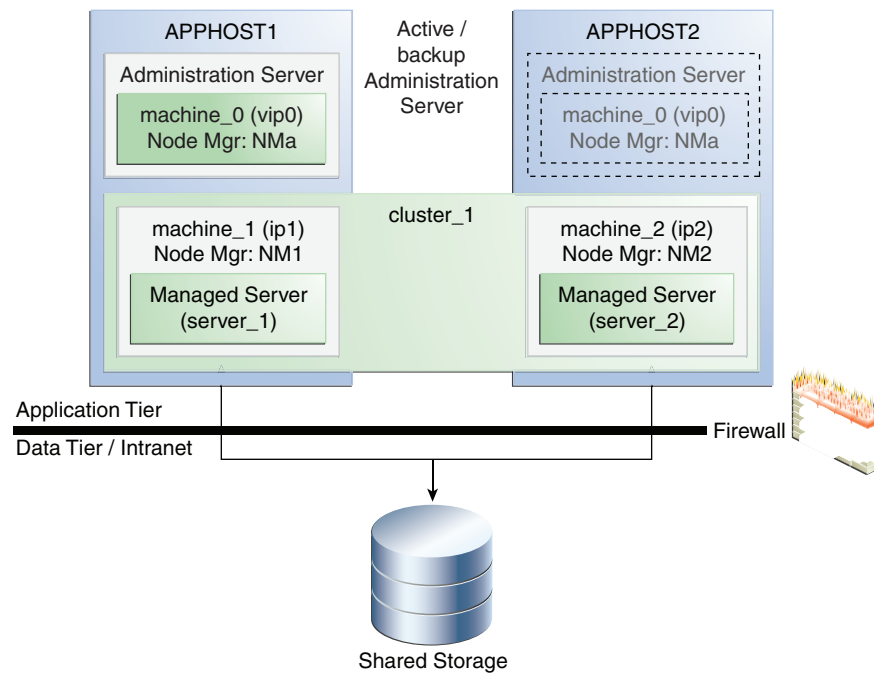 APPHOST1
Active /
backup
Administration
Server
APPHOST2
Administration Server
machine_0 (vip0)
Node Mgr: NMa
Administration Server
machine_0 (vip0)
Node Mgr: NMa
cluster_1
machine_1 (ip1)
Node Mgr: NM1
Managed Server
(server_1)
machine_2 (ip2)
Node Mgr: NM2
Managed Server
(server_2)
Application Tier
Firewall
Data Tier / Intranet
Shared Storage